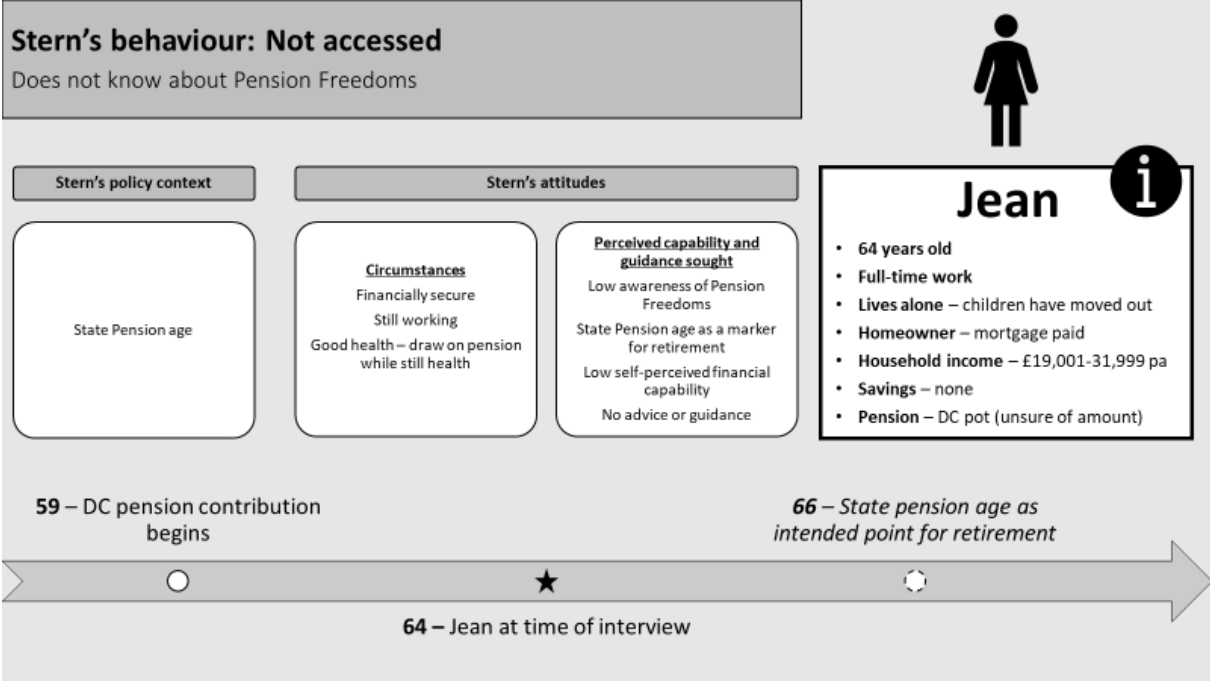 Stern's behaviour: Not accessed
Does not know about Pension Freedoms
Stern's policy context
State Pension age
Stern's attitudes
Circumstances
Financially secure
Still working
Good health – draw on pension
while still health
Perceived capability and
guidance sought
Low awareness of Pension
Freedoms
State Pension age as a marker
for retirement
Low self-perceived financial
capability
No advice or guidance
i
Jean
• 64 years old
• Full-time work
• Lives alone – children have moved out
• Homeowner – mortgage paid
• Household income – £19,001-31,999 pa
• Savings – none
• Pension – DC pot (unsure of amount)
59 – DC pension contribution
begins
66 – State pension age as
intended point for retirement
64 – Jean at time of interview